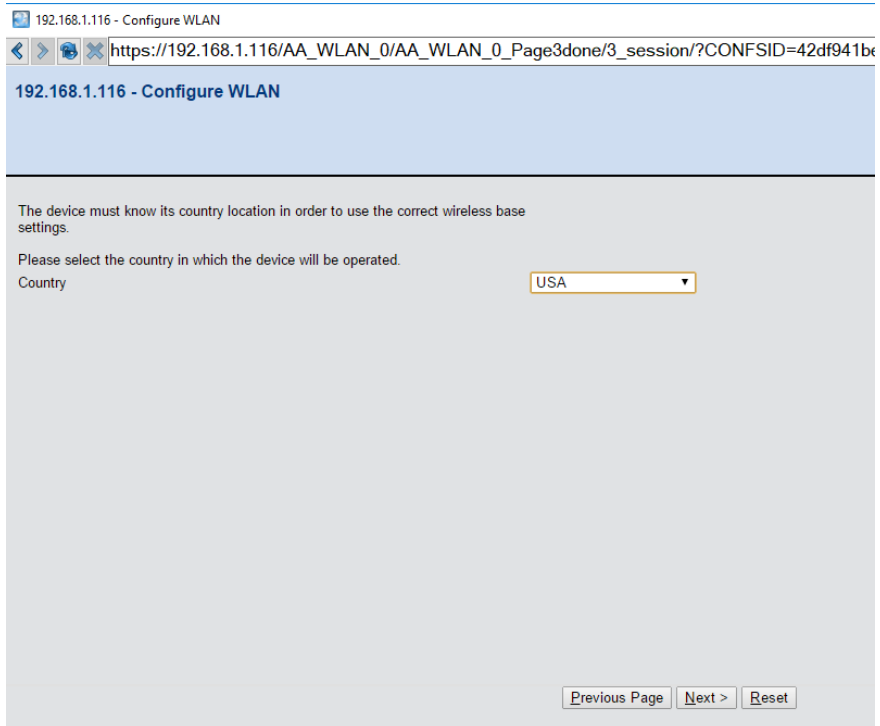 192.168.1.116 - Configure WLAN
https://192.168.1.116/AA_WLAN_0/AA_WLAN_0_Page3done/3_session/?CONFSID=42df941be
192.168.1.116 - Configure WLAN
The device must know its country location in order to use the correct wireless base
settings.
Please select the country in which the device will be operated.
Country USA
Previous Page Next > Reset